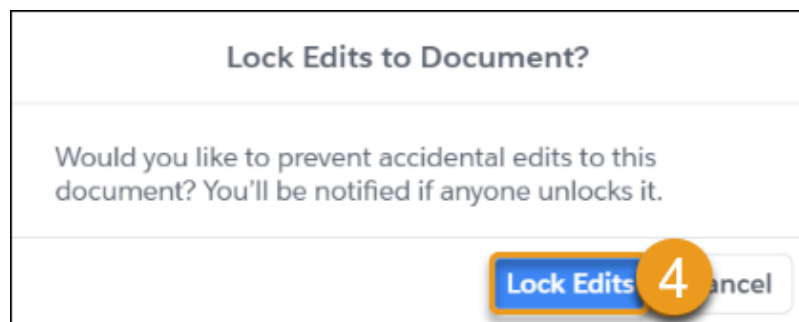 Lock Edits to Document?
Would you like to prevent accidental edits to this
document? You'll be notified if anyone unlocks it.
Lock Edits 4 ancel